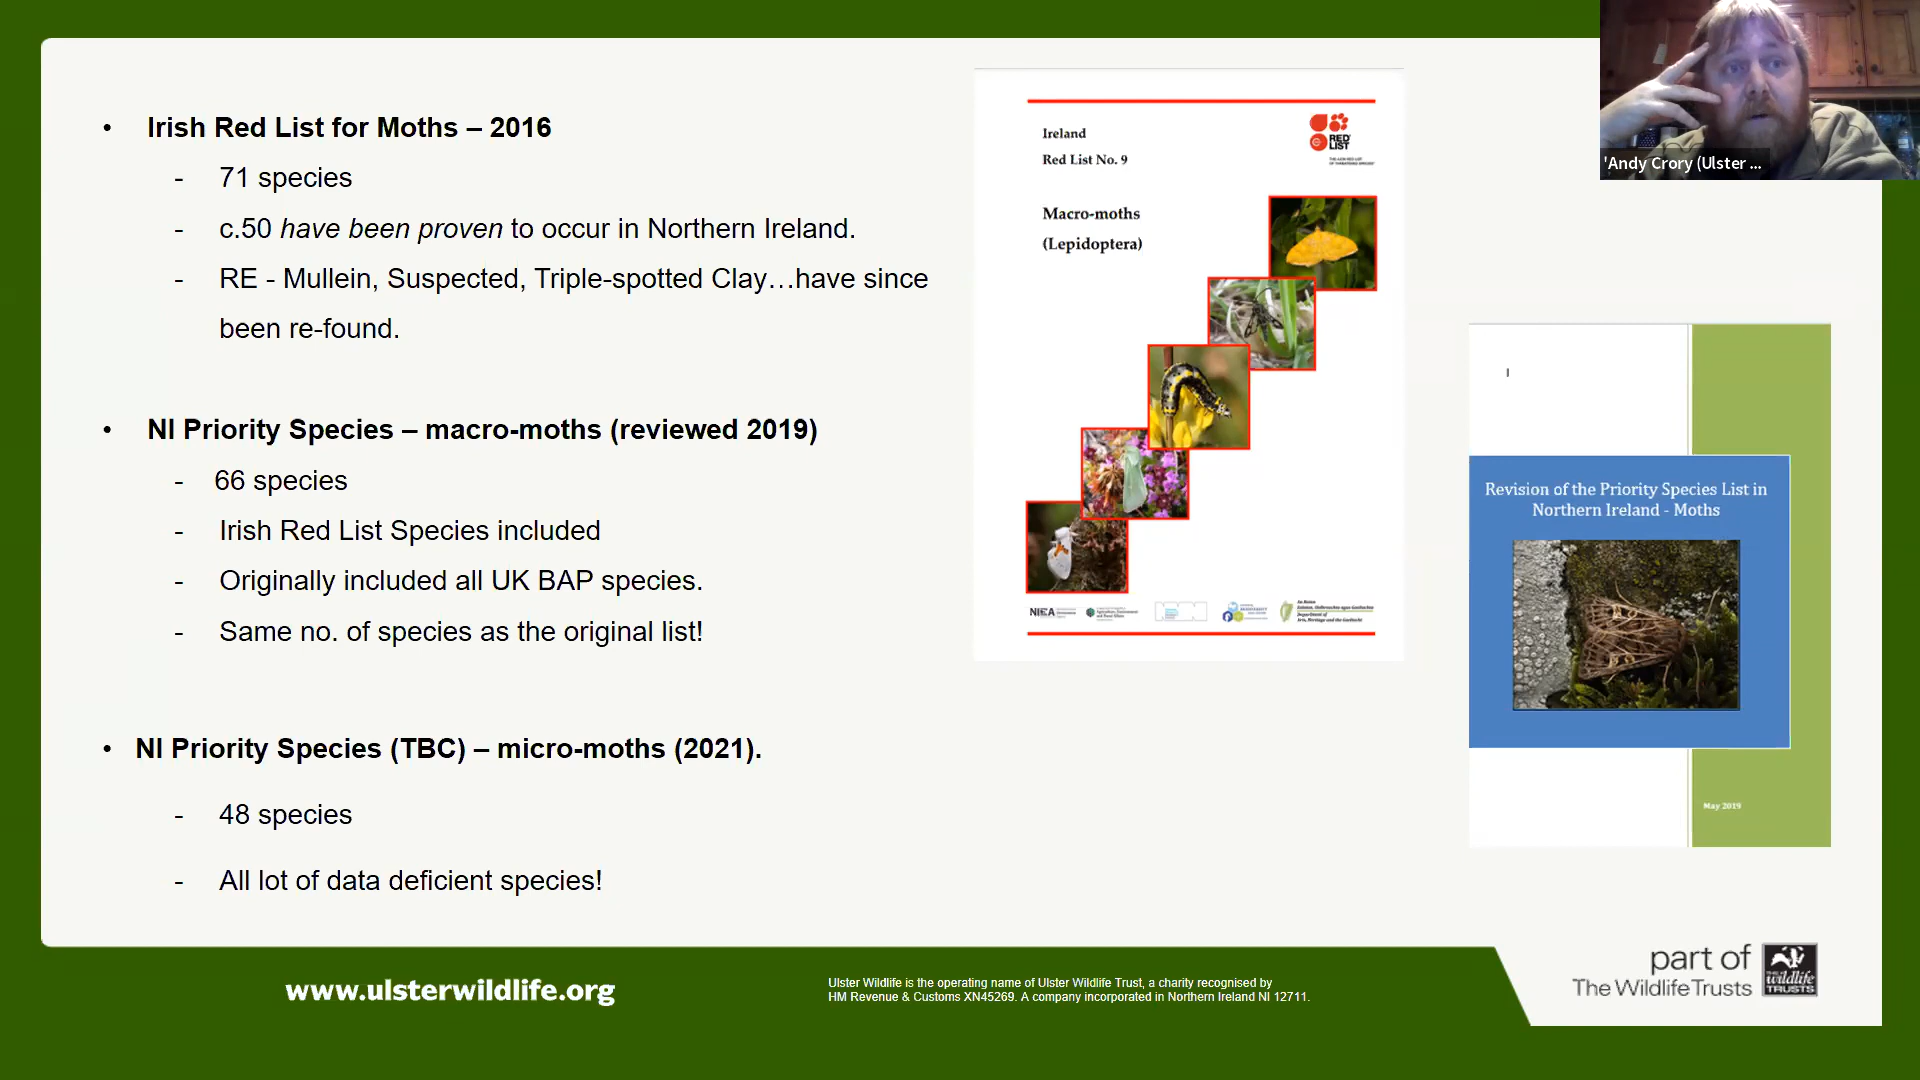 • Irish Red List for Moths – 2016
- 71 species
- c.50 have been proven to occur in Northern Ireland.
- RE - Mullein, Suspected, Triple-spotted Clay…have since
been re-found.
• NI Priority Species – macro-moths (reviewed 2019)
- 66 species
- Irish Red List Species included
- Originally included all UK BAP species.
- Same no. of species as the original list!
• NI Priority Species (TBC) – micro-moths (2021).
- 48 species
- All lot of data deficient species!
Ireland
Red List No. 9
RED
LIST
Macro-moths
(Lepidoptera)
NIEA
'Andy Crory (Ulster ...
Revision of the Priority Species List in
Northern Ireland - Moths
May 2019
www.ulsterwildlife.org
Ulster Wildlife is the operating name of Ulster Wildlife Trust, a charity recognised by
HM Revenue & Customs XN45269. A company incorporated in Northern Ireland NI 12711.
part of
The Wildlife Trusts
wildlife
TRUSTS